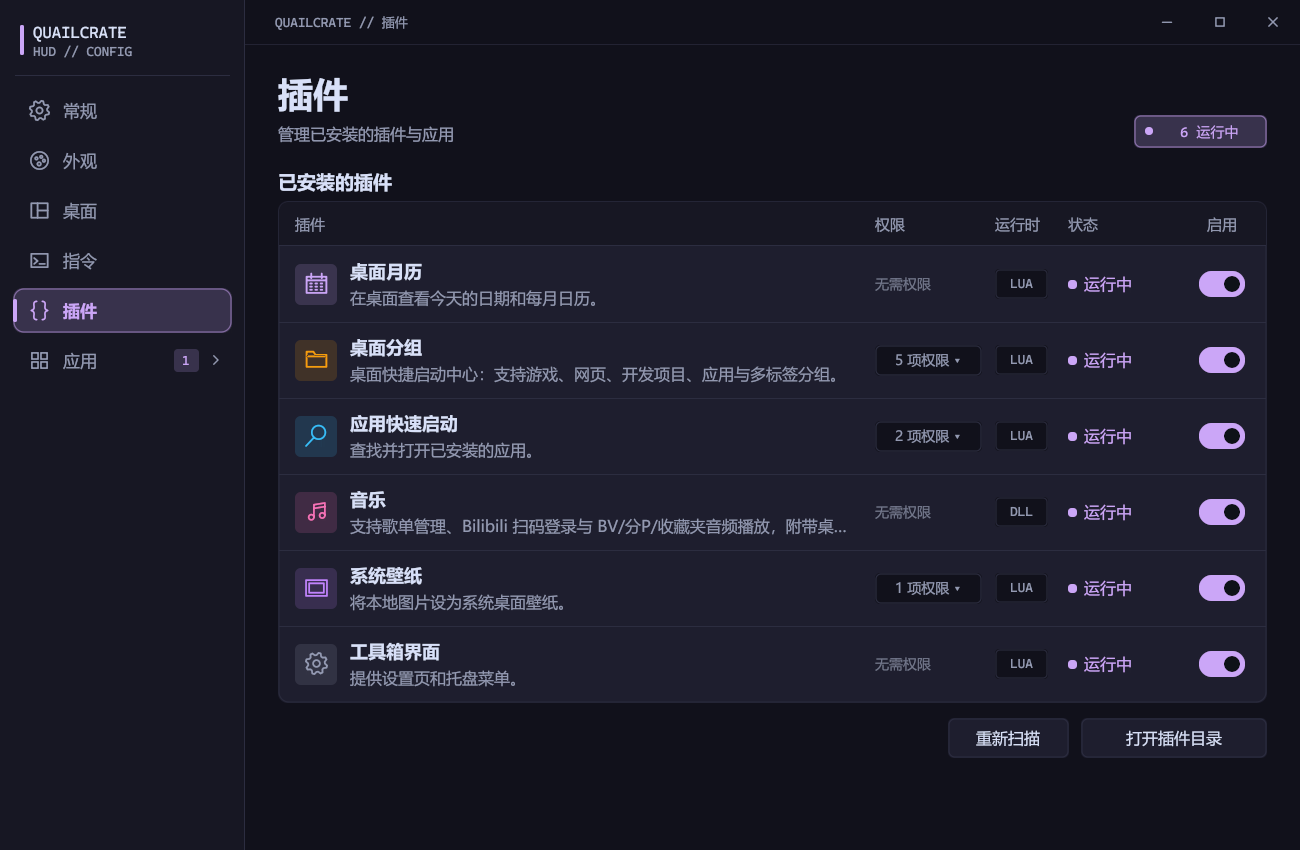 QUAILCRATE
HUD // CONFIG
常规
外观
桌面
指令
插件
应用 1
QUAILCRATE // 插件
插件
管理已安装的插件与应用
6 运行中
已安装的插件
插件 权限 运行时 状态 启用
桌面月历
在桌面查看今天的日期和每月日历。
无需权限 LUA 运行中
桌面分组
桌面快捷启动中心：支持游戏、网页、开发项目、应用与多标签分组。
5 项权限 LUA 运行中
应用快速启动
查找并打开已安装的应用。
2 项权限 LUA 运行中
音乐
支持歌单管理、Bilibili 扫码登录与 BV/分P/收藏夹音频播放，附带桌...
无需权限 DLL 运行中
系统壁纸
将本地图片设为系统桌面壁纸。
1 项权限 LUA 运行中
工具箱界面
提供设置页和托盘菜单。
无需权限 LUA 运行中
重新扫描 打开插件目录